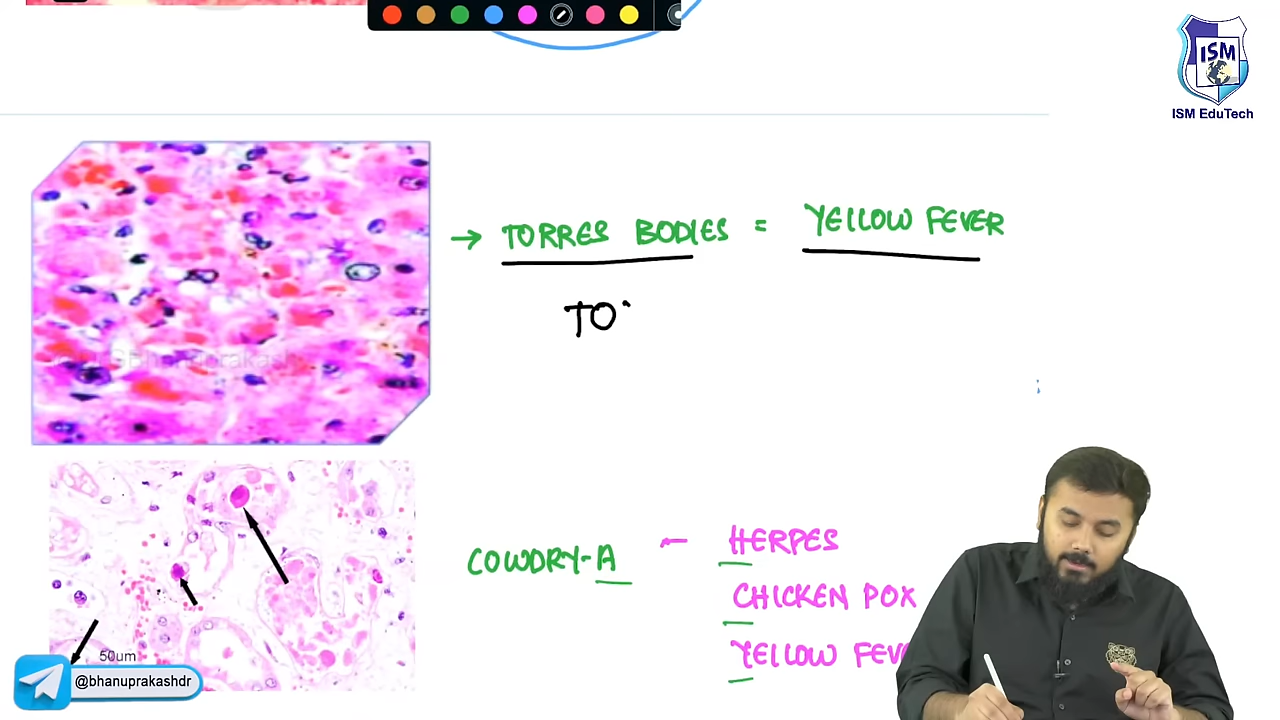 ISM
ISM EduTech
→ TORRES BODIES = YELLOW FEVER
TO
COWDRY-A - HERPES
CHICKEN POX
YELLOW FEV
50um
@bhanuprakashdr